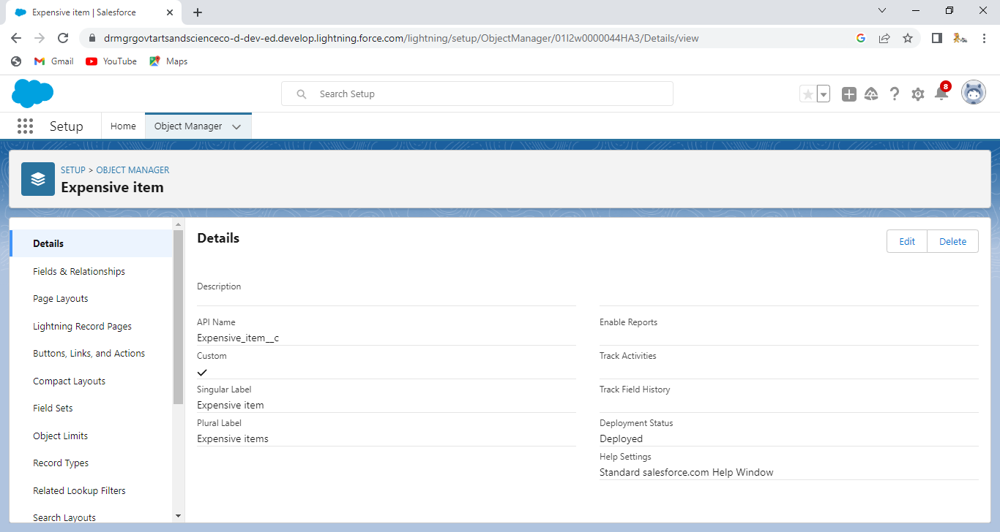 Expensive item | Salesforce
drmgrgovtartsandscienceco-d-dev-ed.develop.lightning.force.com/lightning/setup/ObjectManager/01I2w0000044HA3/Details/view
Gmail YouTube Maps
Search Setup
8
Setup Home Object Manager
SETUP > OBJECT MANAGER
Expensive item
Details
Fields & Relationships
Page Layouts
Lightning Record Pages
Buttons, Links, and Actions
Compact Layouts
Field Sets
Object Limits
Record Types
Related Lookup Filters
Search Layouts
Details
Edit Delete
Description
API Name
Expensive_item__c
Custom
Singular Label
Expensive item
Plural Label
Expensive items
Enable Reports
Track Activities
Track Field History
Deployment Status
Deployed
Help Settings
Standard salesforce.com Help Window